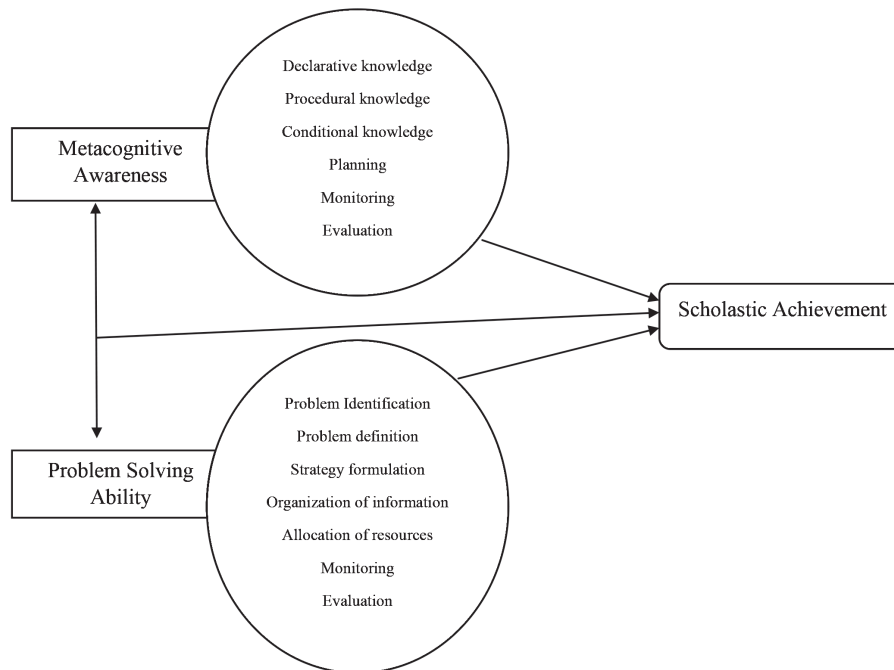 Declarative knowledge
Procedural knowledge
Conditional knowledge
Planning
Monitoring
Evaluation
Metacognitive
Awareness
Scholastic Achievement
Problem Identification
Problem definition
Strategy formulation
Organization of information
Allocation of resources
Monitoring
Evaluation
Problem Solving
Ability